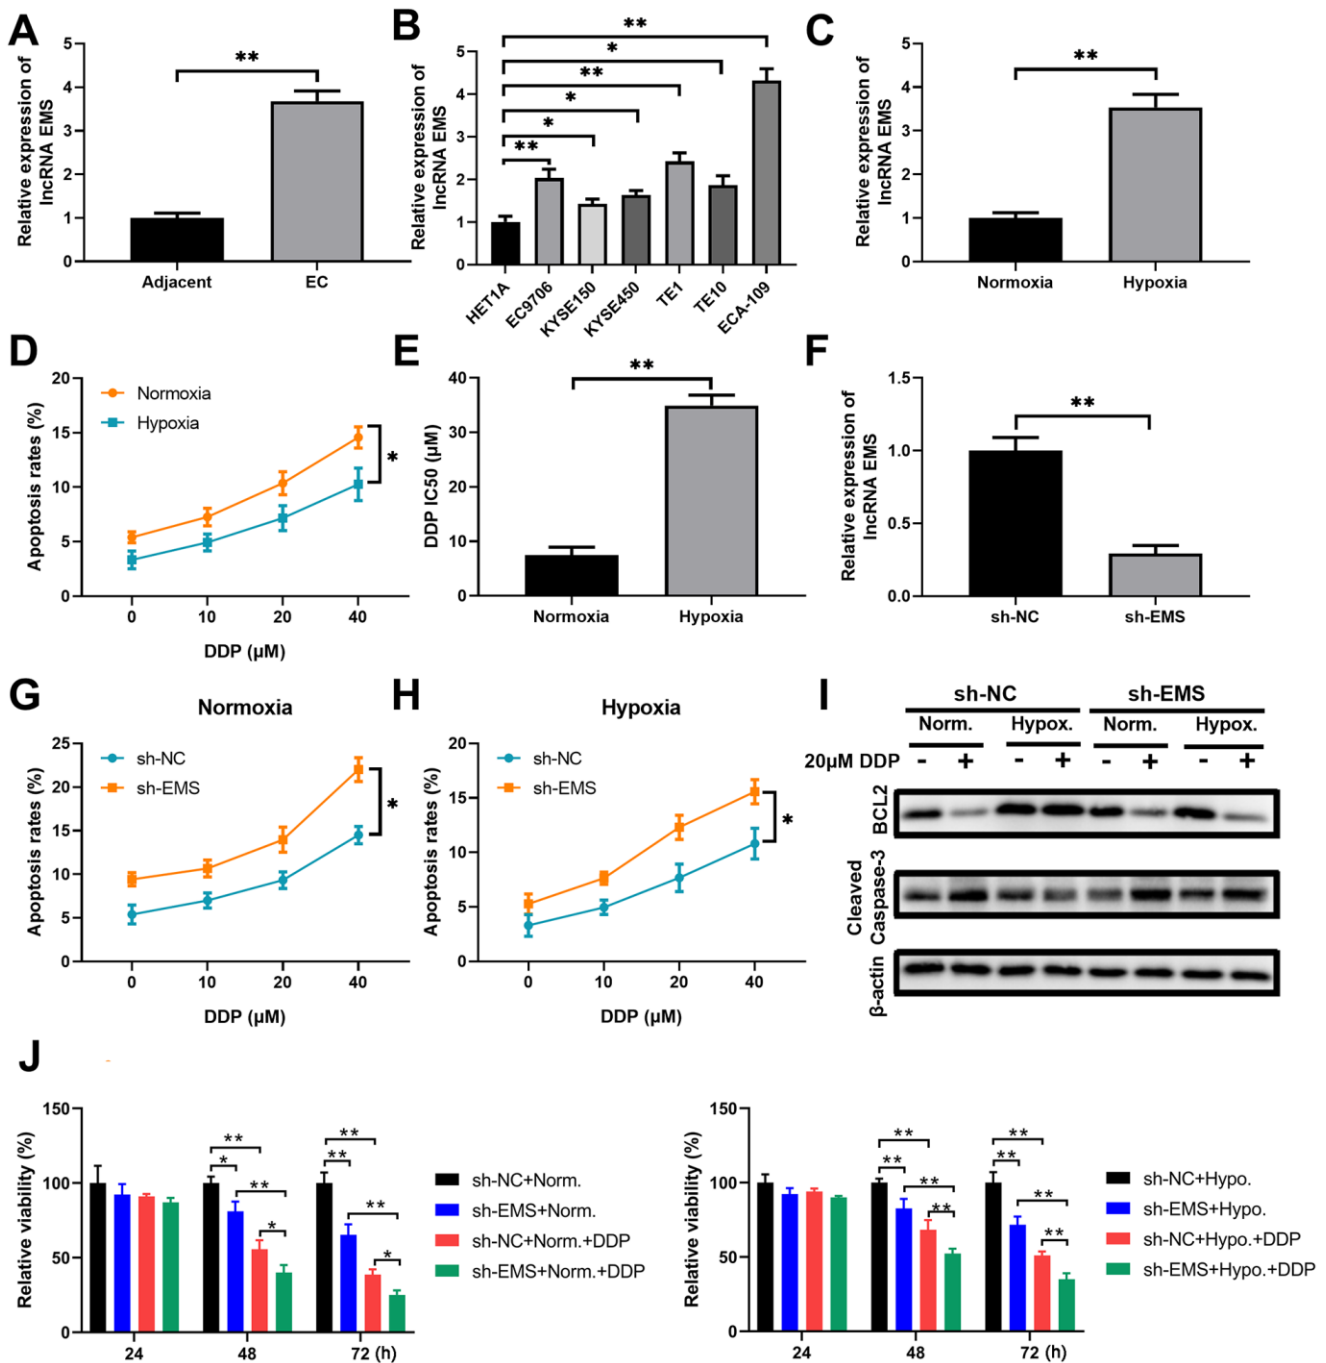 A
Relative expression of
lncRNA EMS
5
4
3
2
1
0
**
Adjacent
EC
B
Relative expression of
lncRNA EMS
5
4
3
2
1
0
**
*
**
*
*
**
HET1A
EC9706
KYSE150
KYSE450
TE1
TE10
ECA-109
C
Relative expression of
lncRNA EMS
5
4
3
2
1
0
**
Normoxia
Hypoxia
D
Apoptosis rates (%)
20
15
10
5
0
Normoxia
Hypoxia
*
0 10 20 40
DDP (μM)
E
DDP IC50 (μM)
40
30
20
10
0
**
Normoxia
Hypoxia
F
Relative expression of
lncRNA EMS
1.5
1.0
0.5
0.0
**
sh-NC
sh-EMS
G
Normoxia
Apoptosis rates (%)
25
20
15
10
5
0
sh-NC
sh-EMS
*
0 10 20 40
DDP (μM)
H
Hypoxia
Apoptosis rates (%)
20
15
10
5
0
sh-NC
sh-EMS
*
0 10 20 40
DDP (μM)
I
sh-NC sh-EMS
Norm. Hypox. Norm. Hypox.
20μM DDP - + - + - + - +
BCL2
Cleaved
Caspase-3
β-actin
J
Relative viability (%)
150
100
50
0
** * ** *
** ** ** *
24 48 72 (h)
sh-NC+Norm.
sh-EMS+Norm.
sh-NC+Norm.+DDP
sh-EMS+Norm.+DDP
Relative viability (%)
150
100
50
0
** ** ** **
** ** ** **
24 48 72 (h)
sh-NC+Hypo.
sh-EMS+Hypo.
sh-NC+Hypo.+DDP
sh-EMS+Hypo.+DDP